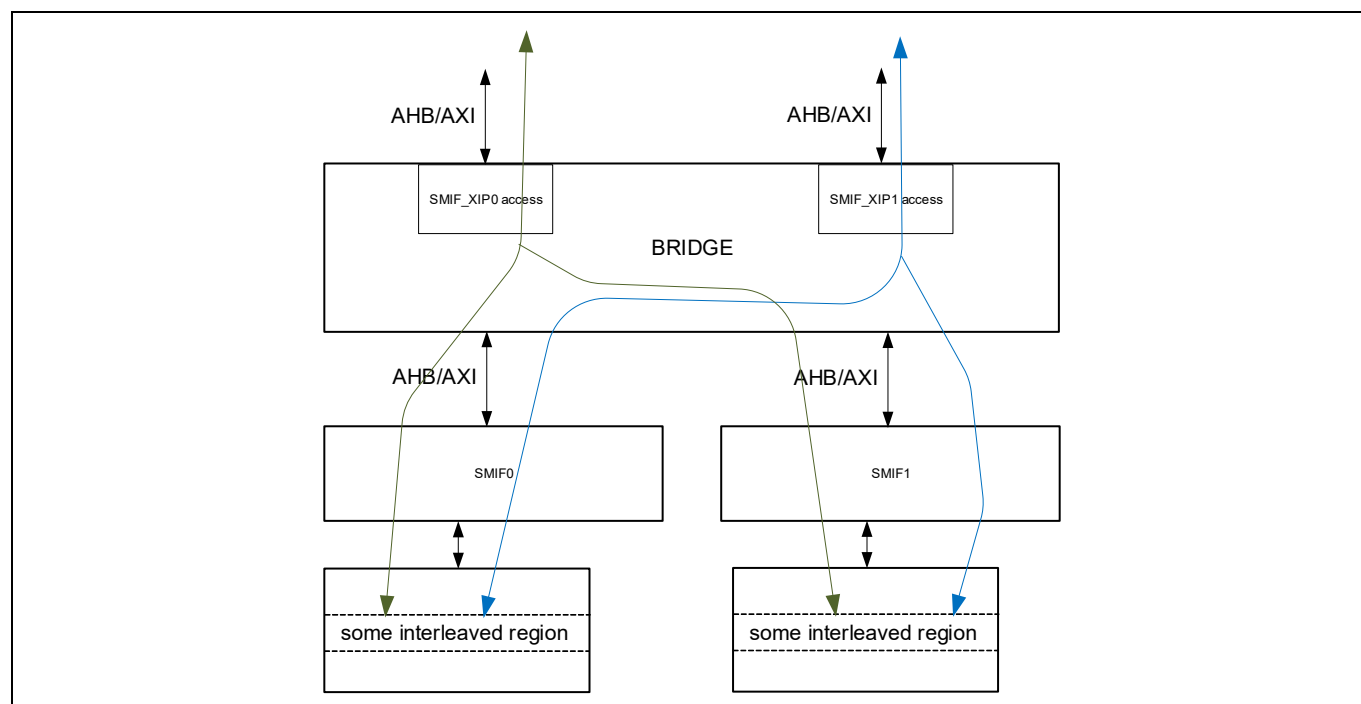 AHB/AXI
AHB/AXI
SMIF_XIP0 access
SMIF_XIP1 access
BRIDGE
AHB/AXI
AHB/AXI
SMIF0
SMIF1
some interleaved region
some interleaved region